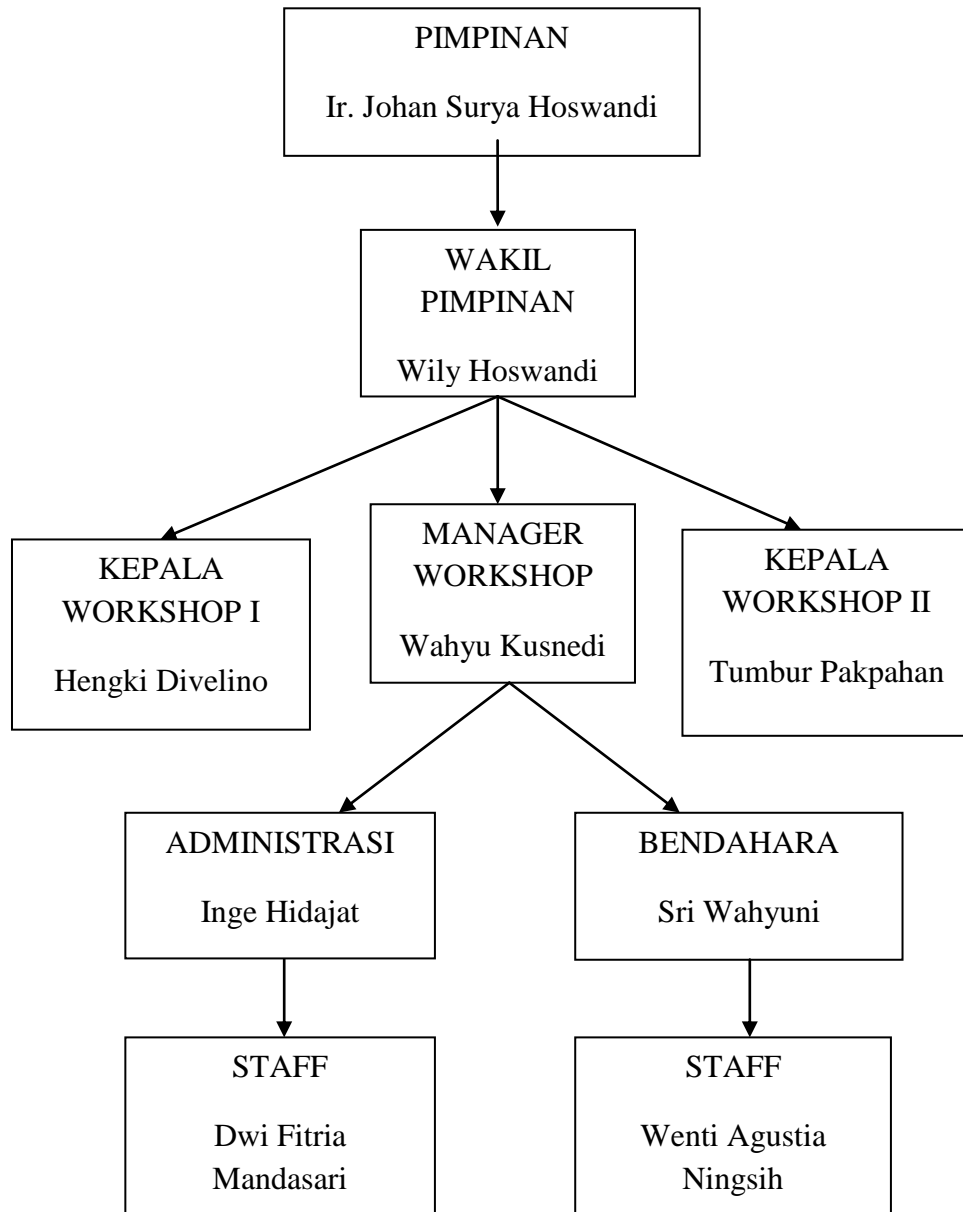 PIMPINAN
Ir. Johan Surya Hoswandi
WAKIL
PIMPINAN
Wily Hoswandi
KEPALA
WORKSHOP I
Hengki Divelino
MANAGER
WORKSHOP
Wahyu Kusnedi
KEPALA
WORKSHOP II
Tumbur Pakpahan
ADMINISTRASI
Inge Hidajat
BENDAHARA
Sri Wahyuni
STAFF
Dwi Fitria
Mandasari
STAFF
Wenti Agustia
Ningsih